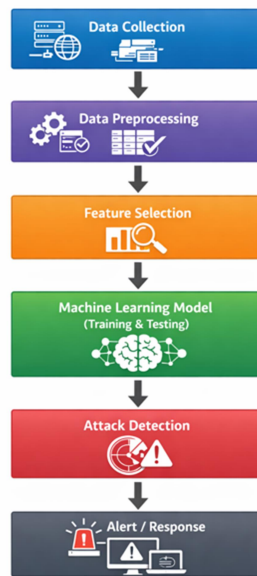 Data Collection
Data Preprocessing
Feature Selection
Machine Learning Model
(Training & Testing)
Attack Detection
Alert / Response